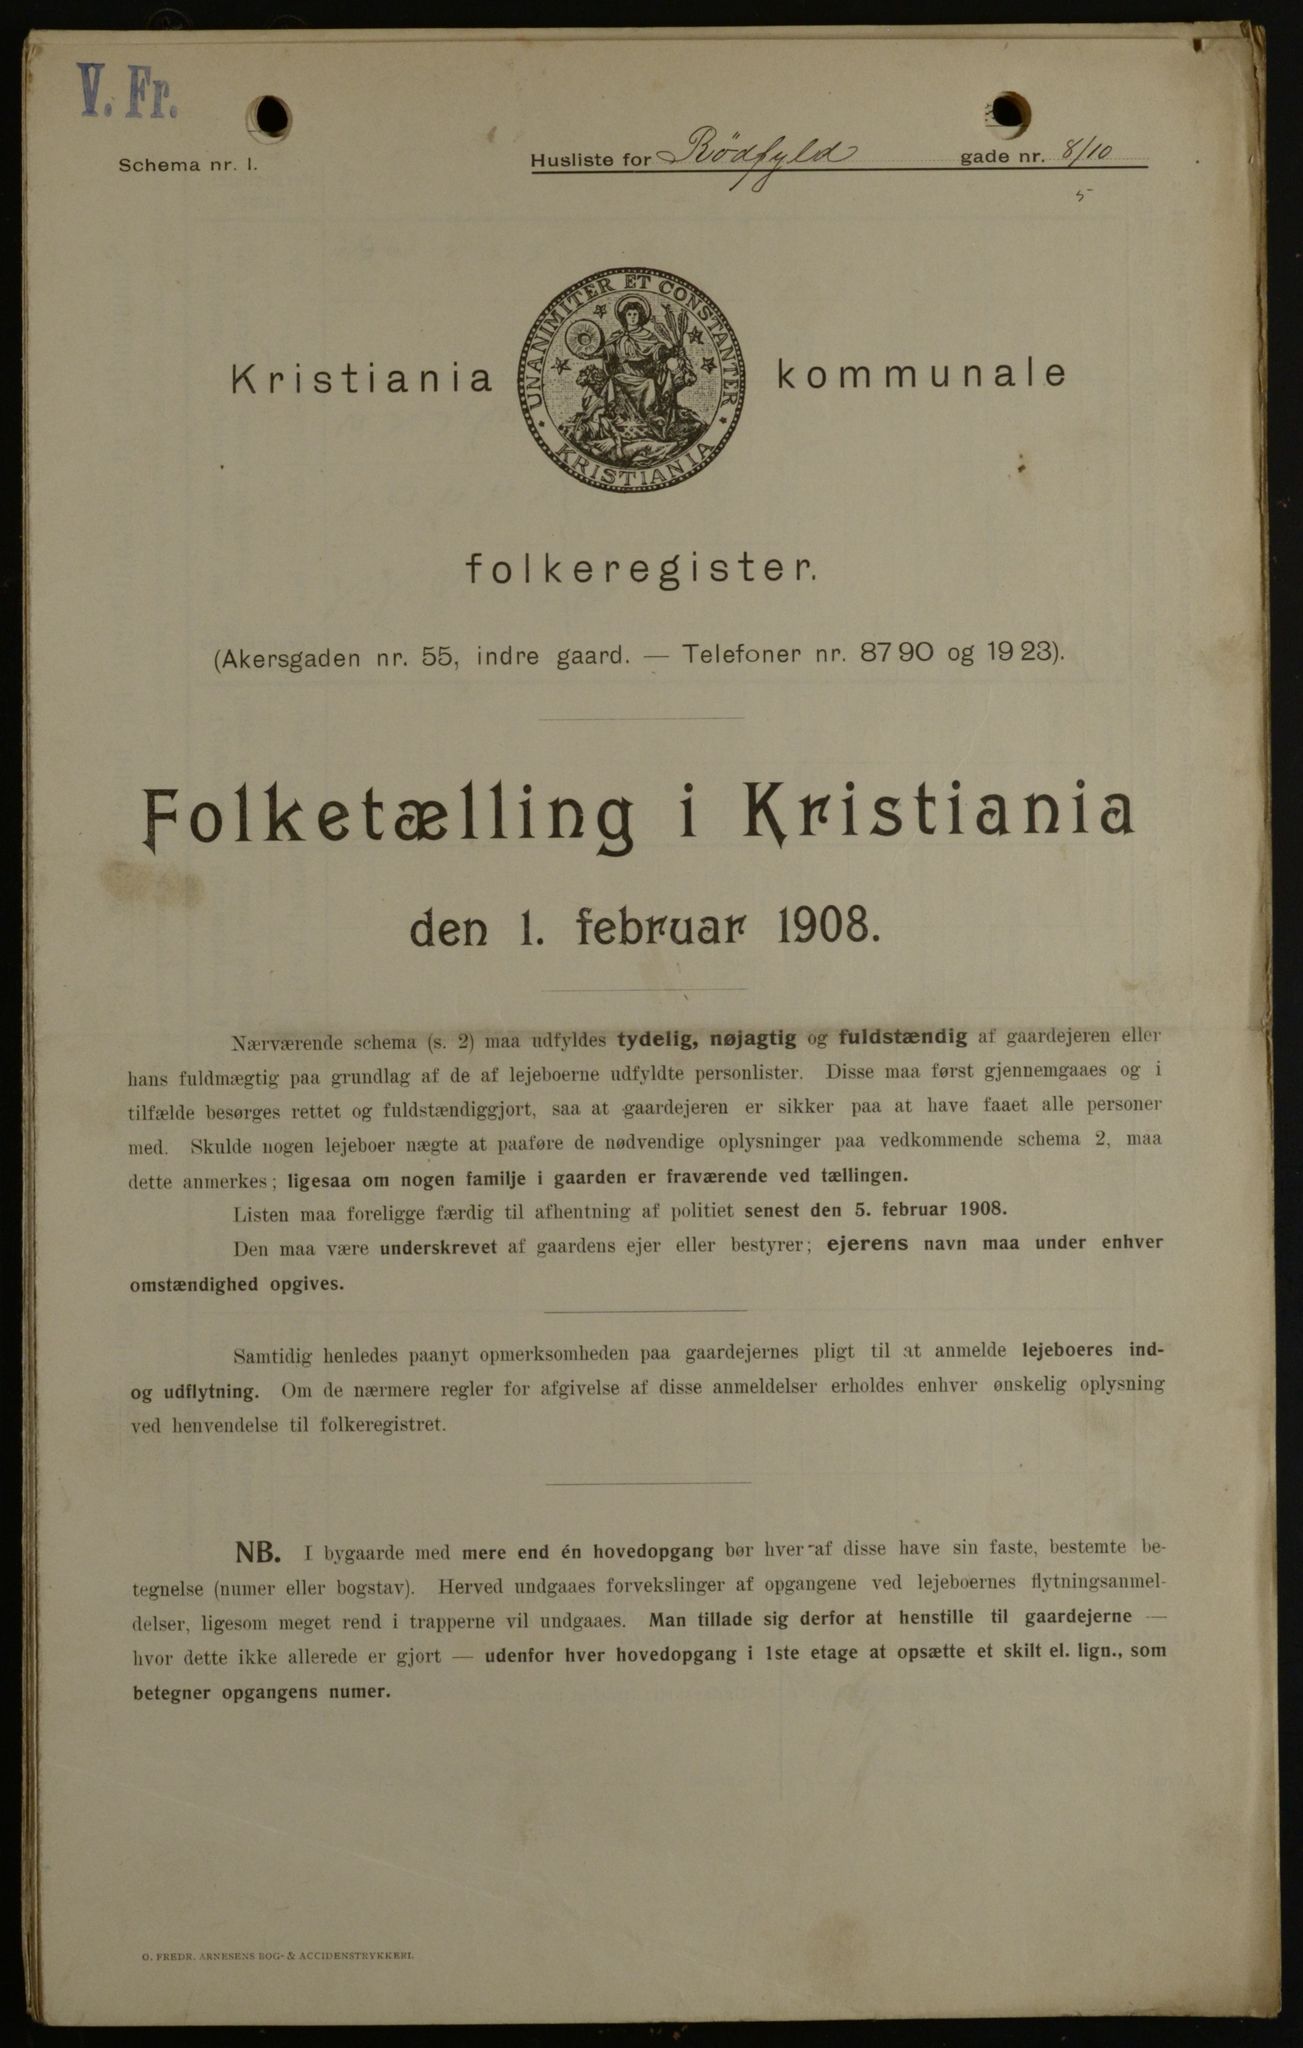 V. Fr.
Schema nr. 1.
Husliste for Rödfyld gade nr. 8/10
5
UNANIMITER ET CONSTANTER
KRISTIANIA
Kristiania kommunale
folkeregister.
(Akersgaden nr. 55, indre gaard. — Telefoner nr. 8790 og 1923).
Folketælling i Kristiania
den 1. februar 1908.
Nærværende schema (s. 2) maa udfyldes tydelig, nøjagtig og fuldstændig af gaardejeren eller
hans fuldmægtig paa grundlag af de af lejeboerne udfyldte personlister. Disse maa først gjennemgaaes og i
tilfælde besørges rettet og fuldstændiggjort, saa at gaardejeren er sikker paa at have faaet alle personer
med. Skulde nogen lejeboer nægte at paaføre de nødvendige oplysninger paa vedkommende schema 2, maa
dette anmerkes; ligesaa om nogen familje i gaarden er fraværende ved tællingen.
Listen maa foreligge færdig til afhentning af politiet senest den 5. februar 1908.
Den maa være underskrevet af gaardens ejer eller bestyrer; ejerens navn maa under enhver
omstændighed opgives.
Samtidig henledes paanyt opmerksomheden paa gaardejernes pligt til at anmelde lejeboeres ind-
og udflytning. Om de nærmere regler for afgivelse af disse anmeldelser erholdes enhver ønskelig oplysning
ved henvendelse til folkeregistret.
NB. I bygaarde med mere end én hovedopgang bør hver af disse have sin faste, bestemte be-
tegnelse (numer eller bogstav). Herved undgaaes forvekslinger af opgangene ved lejeboernes flytningsanmel-
delser, ligesom meget rend i trapperne vil undgaaes. Man tillade sig derfor at henstille til gaardejerne —
hvor dette ikke allerede er gjort — udenfor hver hovedopgang i 1ste etage at opsætte et skilt el. lign., som
betegner opgangens numer.
O. FREDR. ARNESENS BOG- & ACCIDENSTRYKKERI.